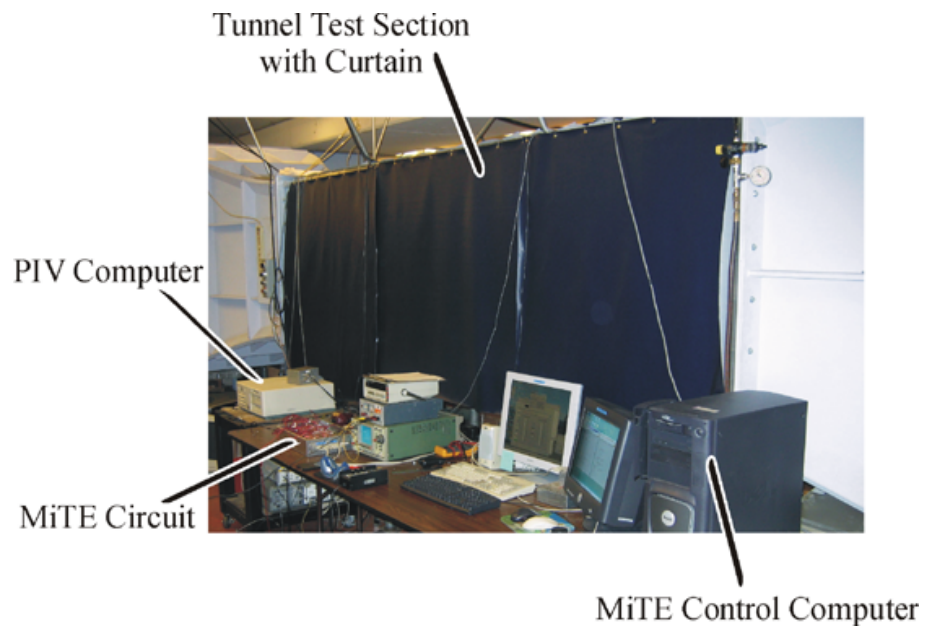 Tunnel Test Section
with Curtain
PIV Computer
MiTE Circuit
MiTE Control Computer